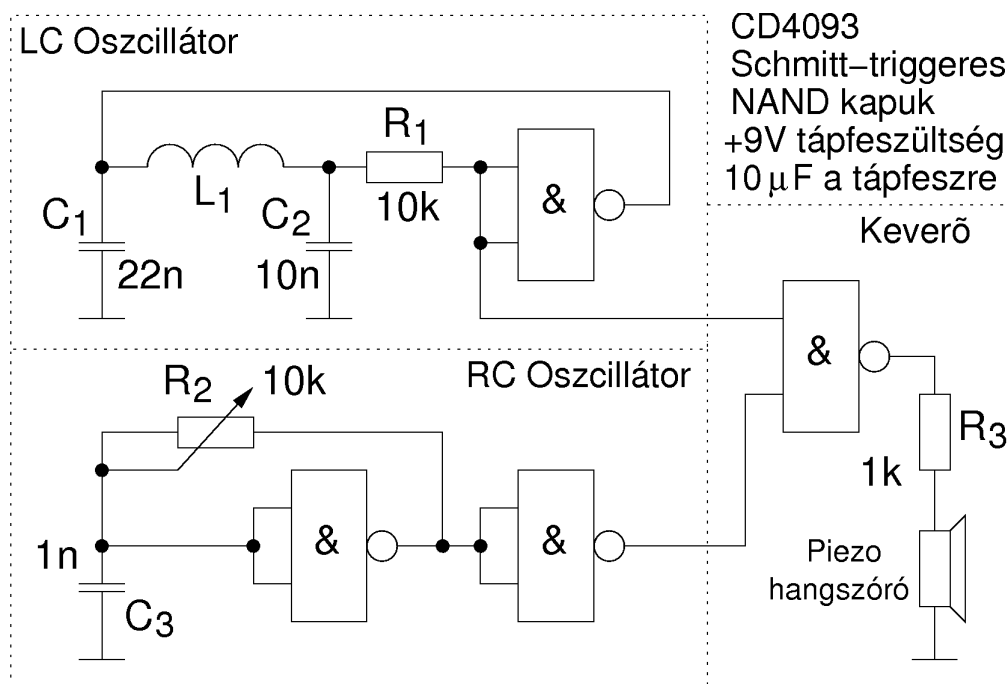 LC Oszcillátor
CD4093
Schmitt–triggeres
NAND kapuk
+9V tápfeszültség
10 µF a tápfeszre
R1
10k
L1
C1
22n
C2
10n
&
Keverõ
&
R3
1k
Piezo
hangszóró
RC Oszcillátor
R2
10k
1n
C3
&
&